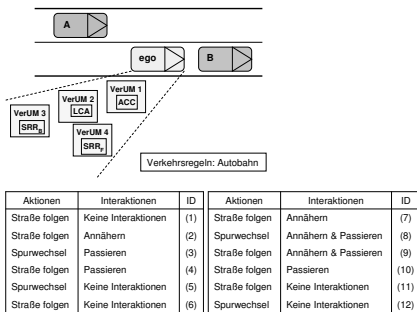 A
ego
B
VerUM 1
ACC
VerUM 2
LCA
VerUM 3
SRR_B
VerUM 4
SRR_F
Verkehrsregeln: Autobahn
Aktionen Interaktionen ID Aktionen Interaktionen ID
Straße folgen Keine Interaktionen (1) Straße folgen Annähern (7)
Straße folgen Annähern (2) Spurwechsel Annähern & Passieren (8)
Spurwechsel Passieren (3) Straße folgen Annähern & Passieren (9)
Straße folgen Passieren (4) Straße folgen Passieren (10)
Spurwechsel Keine Interaktionen (5) Straße folgen Keine Interaktionen (11)
Straße folgen Keine Interaktionen (6) Spurwechsel Keine Interaktionen (12)